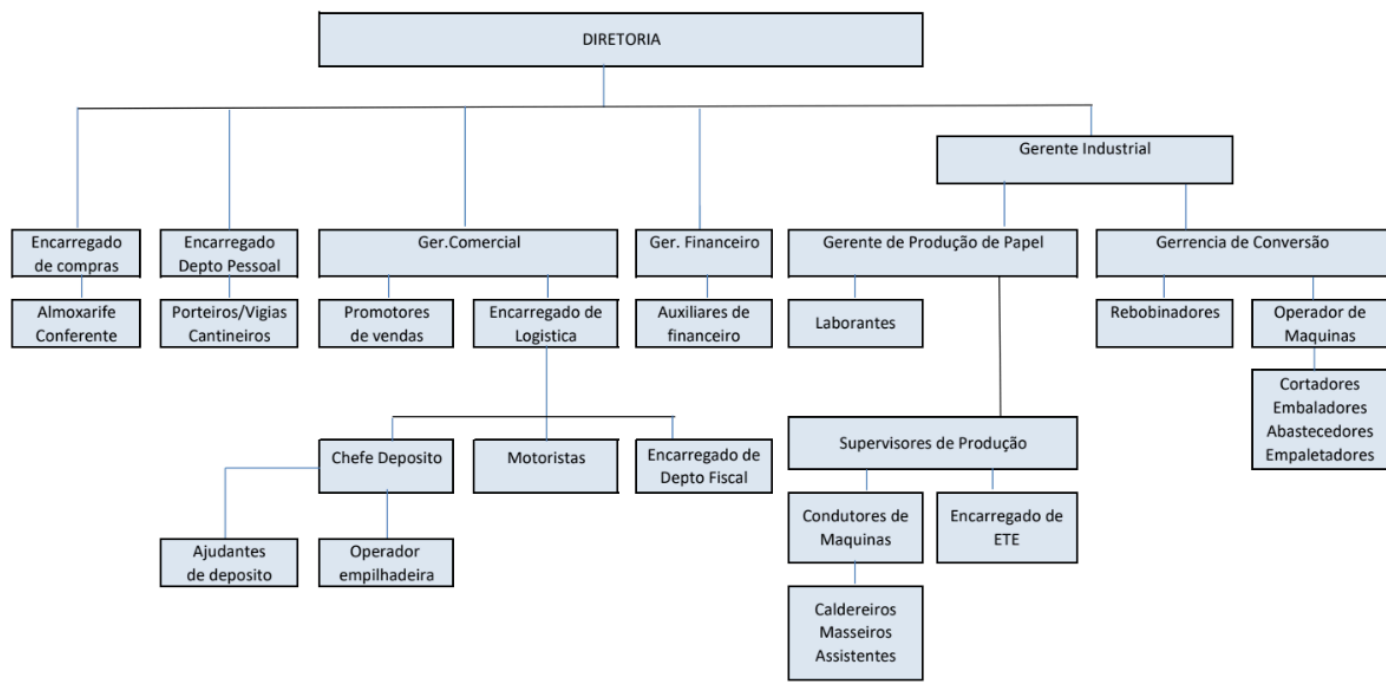 DIRETORIA
Gerente Industrial
Encarregado
de compras
Encarregado
Depto Pessoal
Ger.Comercial
Ger. Financeiro
Gerente de Produção de Papel
Gerrencia de Conversão
Almoxarife
Conferente
Porteiros/Vigias
Cantineiros
Promotores
de vendas
Encarregado de
Logistica
Auxiliares de
financeiro
Laborantes
Rebobinadores
Operador de
Maquinas
Cortadores
Embaladores
Abastecedores
Empaletadores
Chefe Deposito
Motoristas
Encarregado de
Depto Fiscal
Supervisores de Produção
Condutores de
Maquinas
Encarregado de
ETE
Ajudantes
de deposito
Operador
empilhadeira
Caldereiros
Masseiros
Assistentes